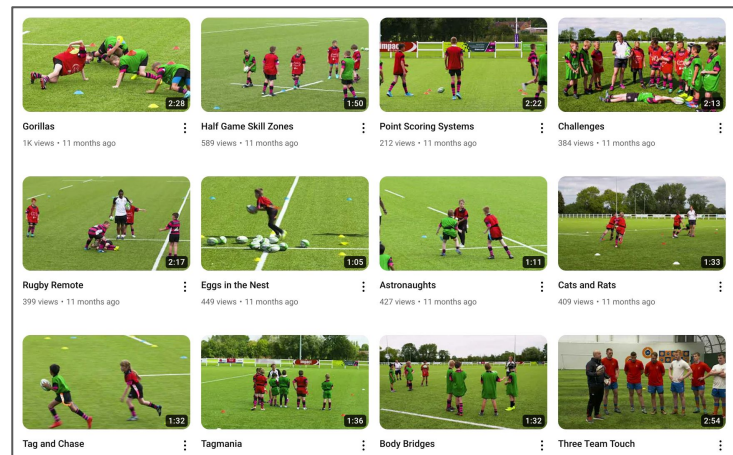 2:28
1:50
2:22
2:13
Gorillas
Half Game Skill Zones
Point Scoring Systems
Challenges
1K views • 11 months ago
589 views • 11 months ago
212 views • 11 months ago
384 views • 11 months ago
2:17
1:05
1:11
1:33
Rugby Remote
Eggs in the Nest
Astronaughts
Cats and Rats
399 views • 11 months ago
449 views • 11 months ago
427 views • 11 months ago
409 views • 11 months ago
1:32
1:36
1:32
2:54
Tag and Chase
Tagmania
Body Bridges
Three Team Touch